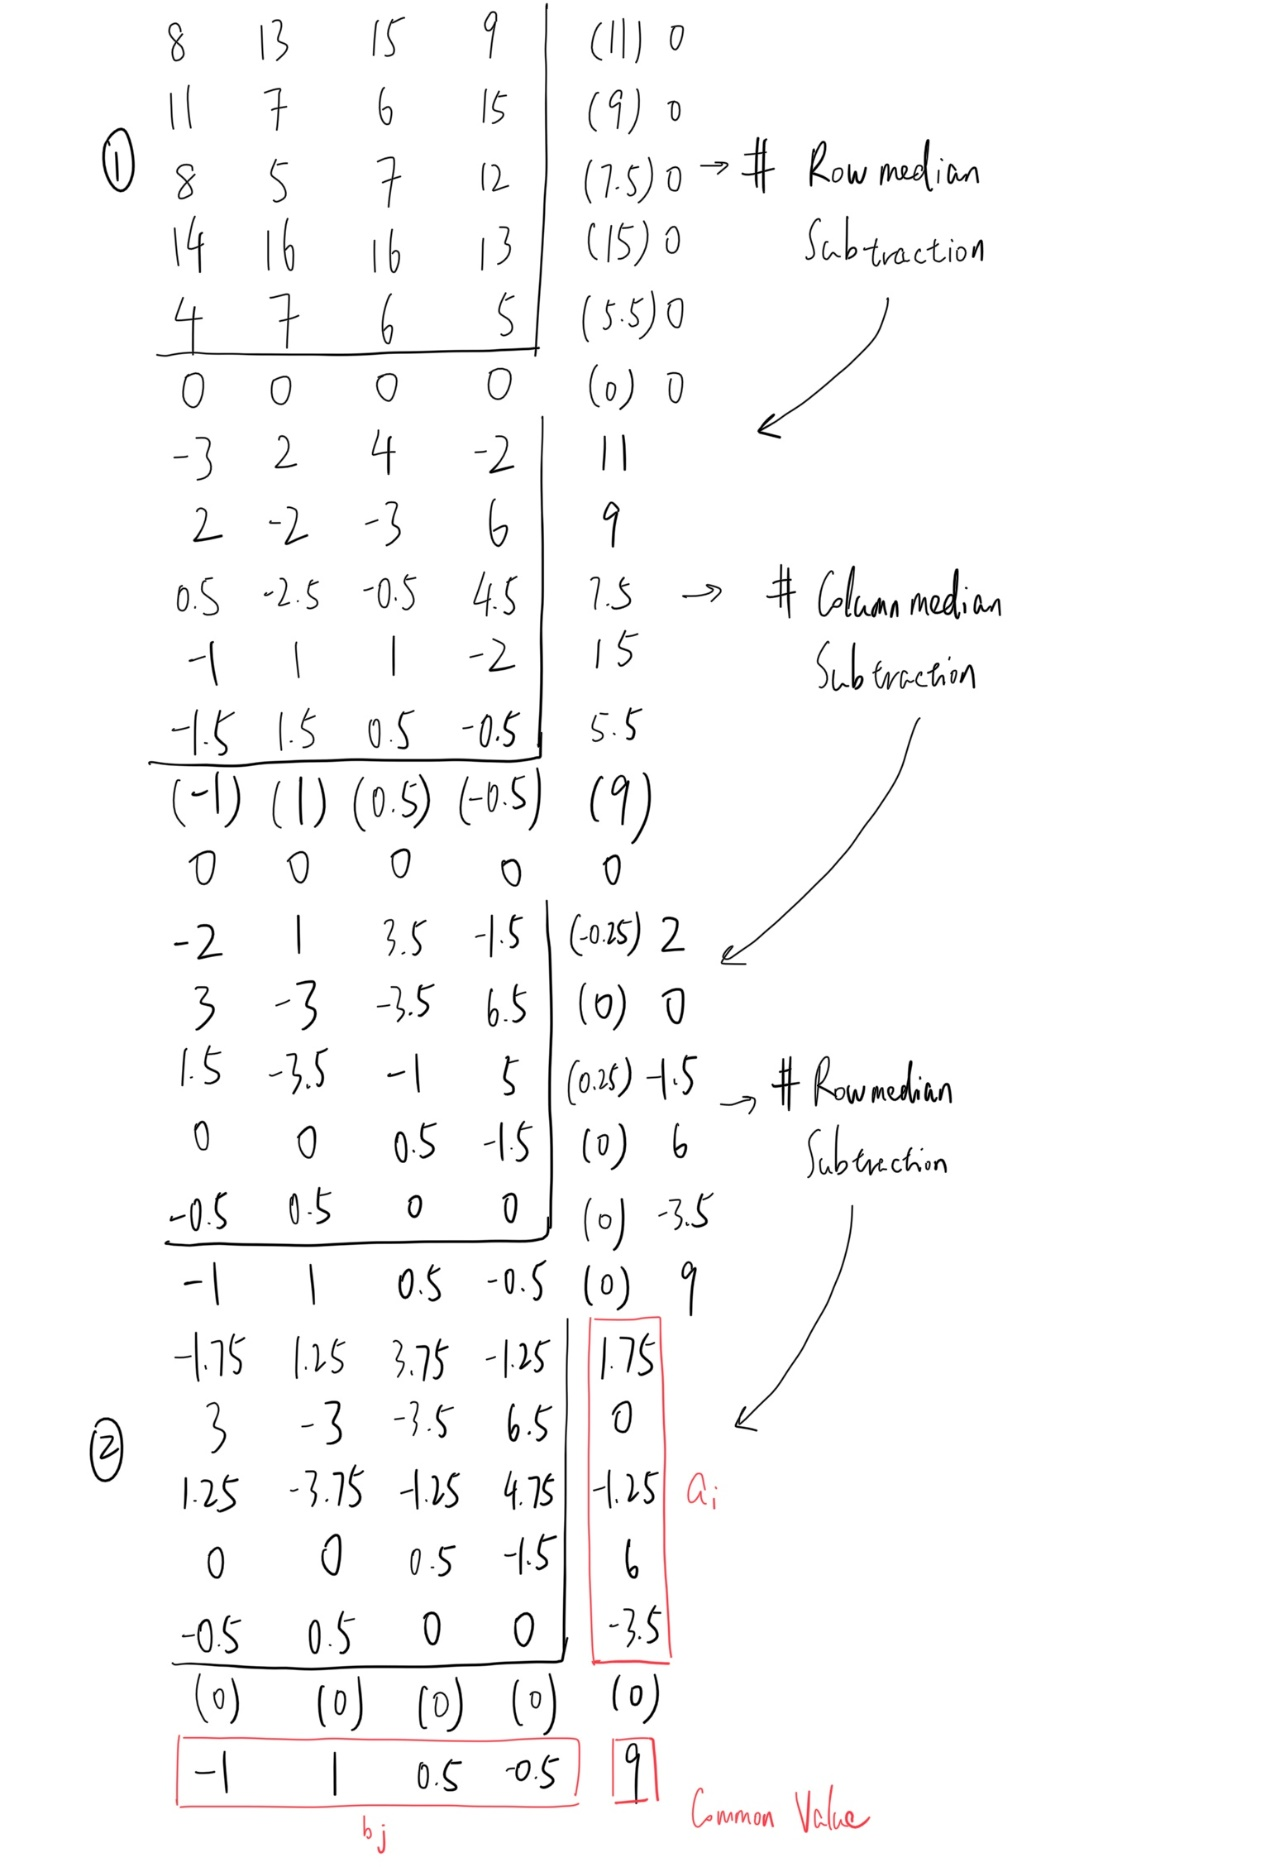 8 13 15 9 (11) 0
11 7 6 15 (9) 0
① 8 5 7 12 (7.5) 0 → # Row median
14 16 16 13 (15) 0 Subtraction
4 7 6 5 (5.5) 0
0 0 0 0 (0) 0
-3 2 4 -2 11
2 -2 -3 6 9
0.5 -2.5 -0.5 4.5 7.5 → # Column median
-1 1 1 -2 15 Subtraction
-1.5 1.5 0.5 -0.5 5.5
(-1) (1) (0.5) (-0.5) (9)
0 0 0 0 0
-2 1 3.5 -1.5 (-0.25) 2
3 -3 -3.5 6.5 (0) 0
1.5 -3.5 -1 5 (0.25) -1.5 → # Row median
0 0 0.5 -1.5 (0) 6 Subtraction
-0.5 0.5 0 0 (0) -3.5
-1 1 0.5 -0.5 (0) 9
-1.75 1.25 3.75 -1.25 1.75
② 3 -3 -3.5 6.5 0
1.25 -3.75 -1.25 4.75 -1.25 ai
0 0 0.5 -1.5 6
-0.5 0.5 0 0 -3.5
(0) (0) (0) (0) (0)
-1 1 0.5 -0.5 9
Common Value
bj